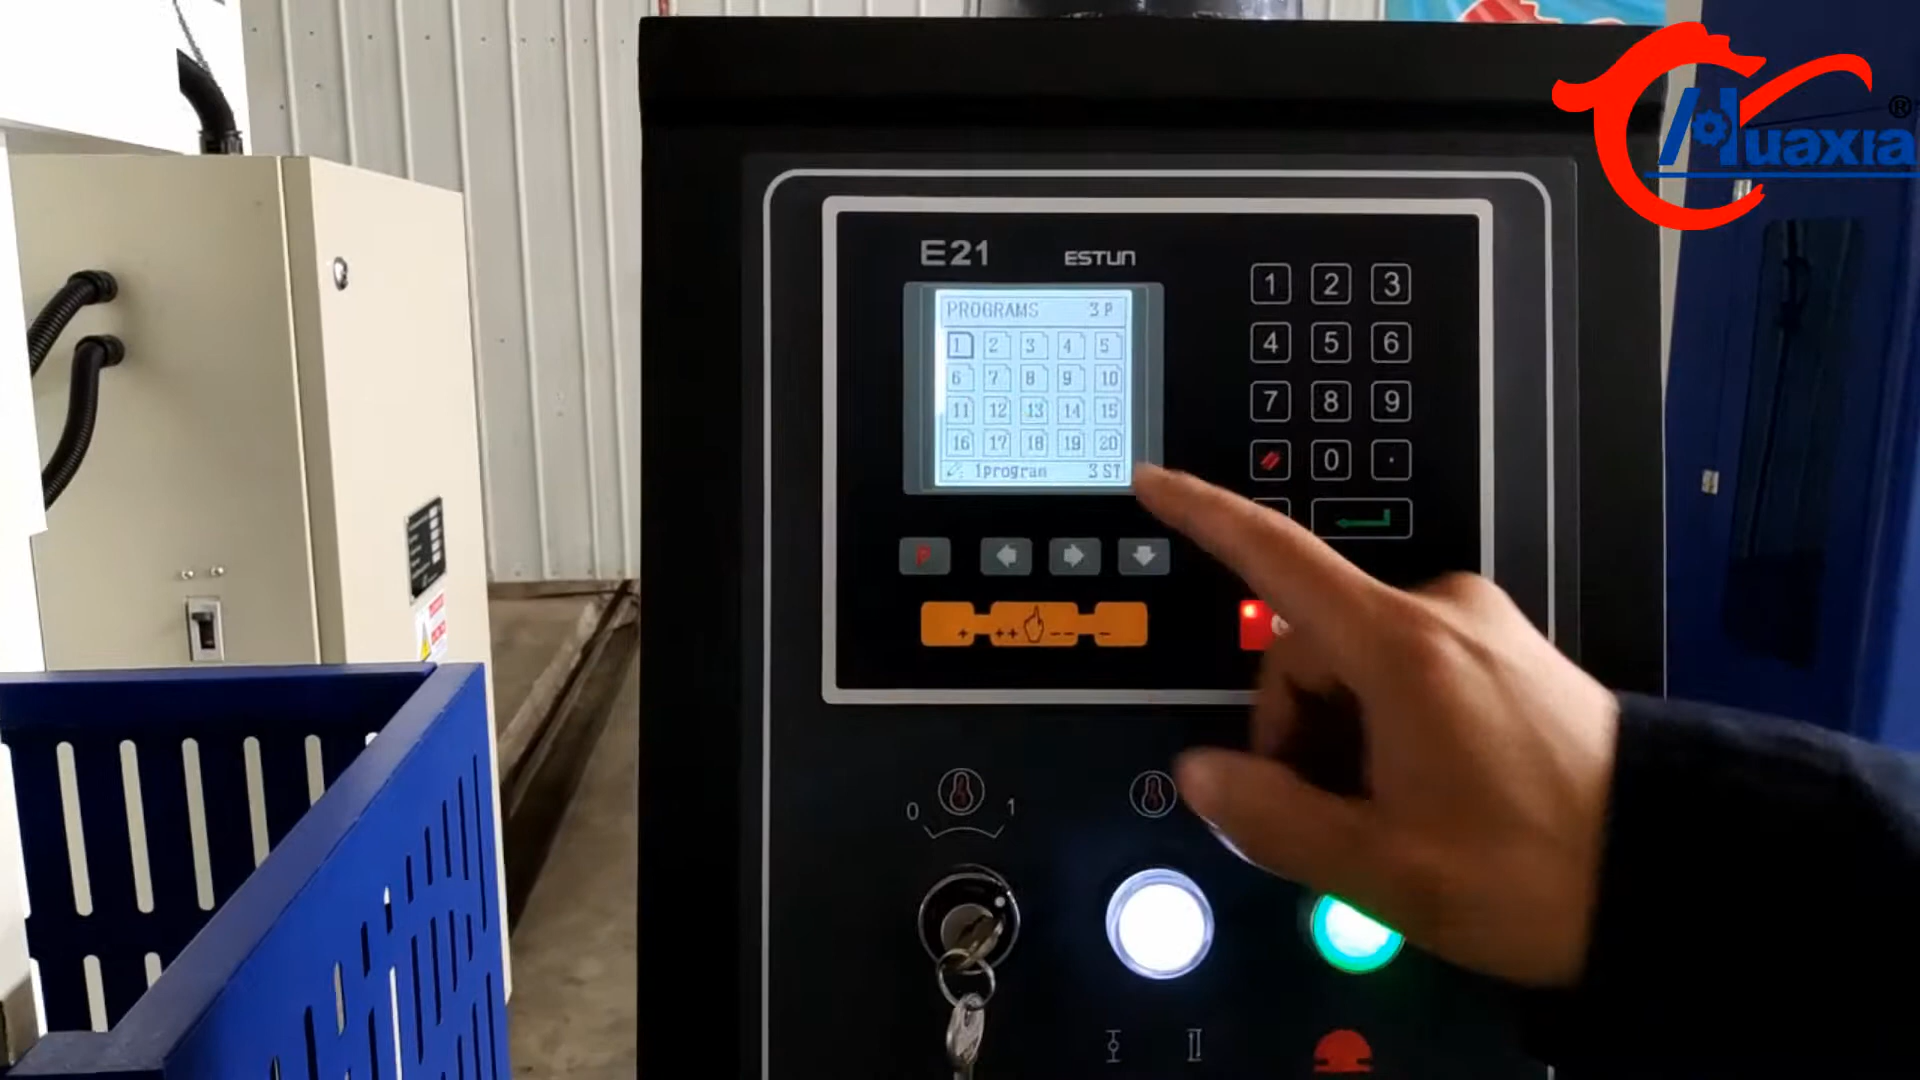 Huaxia®
E21 ESTUN
PROGRAMS 3 P
1 2 3 4 5
6 7 8 9 10
11 12 13 14 15
16 17 18 19 20
1progran 3 ST
1 2 3
4 5 6
7 8 9
0 .
P
+ ++ -- -
0 1